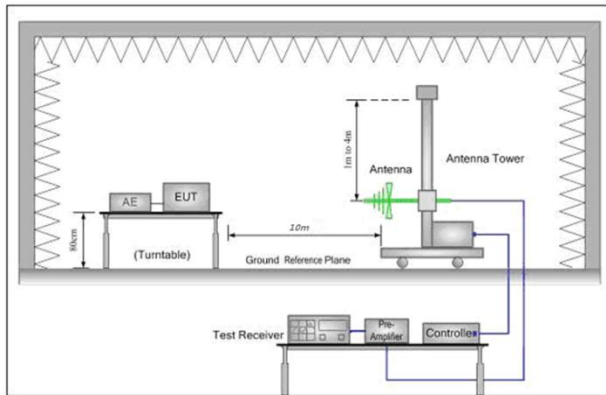 1m to 4m
Antenna
Antenna Tower
AE
EUT
80cm
(Turntable)
10m
Ground Reference Plane
Test Receiver
Pre-
Amplifier
Controller